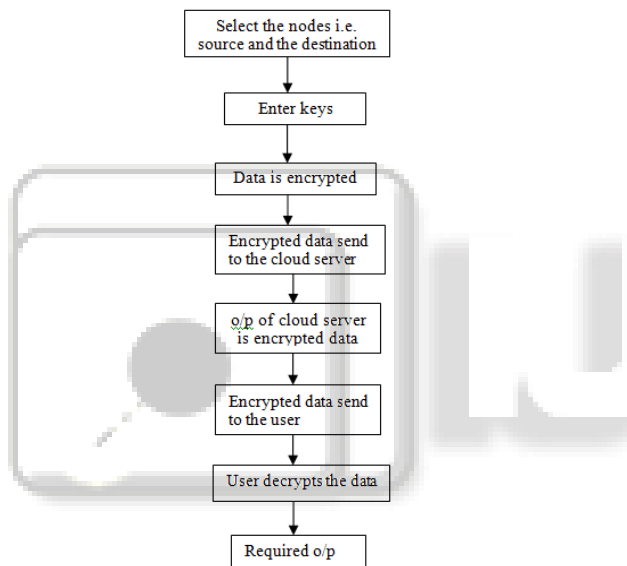 Select the nodes i.e.
source and the destination
Enter keys
Data is encrypted
Encrypted data send
to the cloud server
o/p of cloud server
is encrypted data
Encrypted data send
to the user
User decrypts the data
Required o/p